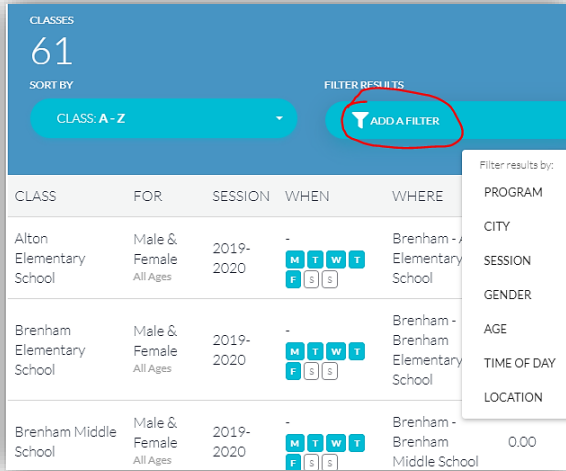 CLASSES
61
SORT BY
FILTER RESULTS
CLASS: A - Z
ADD A FILTER
Filter results by:
PROGRAM
CITY
SESSION
GENDER
AGE
TIME OF DAY
LOCATION
CLASS FOR SESSION WHEN WHERE
Alton
Elementary
School
Male &
Female
All Ages
2019-
2020
-
M T W T
F S S
Brenham -
Elementary
School
Brenham
Elementary
School
Male &
Female
All Ages
2019-
2020
-
M T W T
F S S
Brenham -
Brenham
Elementary
School
Brenham Middle
School
Male &
Female
All Ages
2019-
2020
-
M T W T
F S S
Brenham -
Brenham
Middle School
0.00